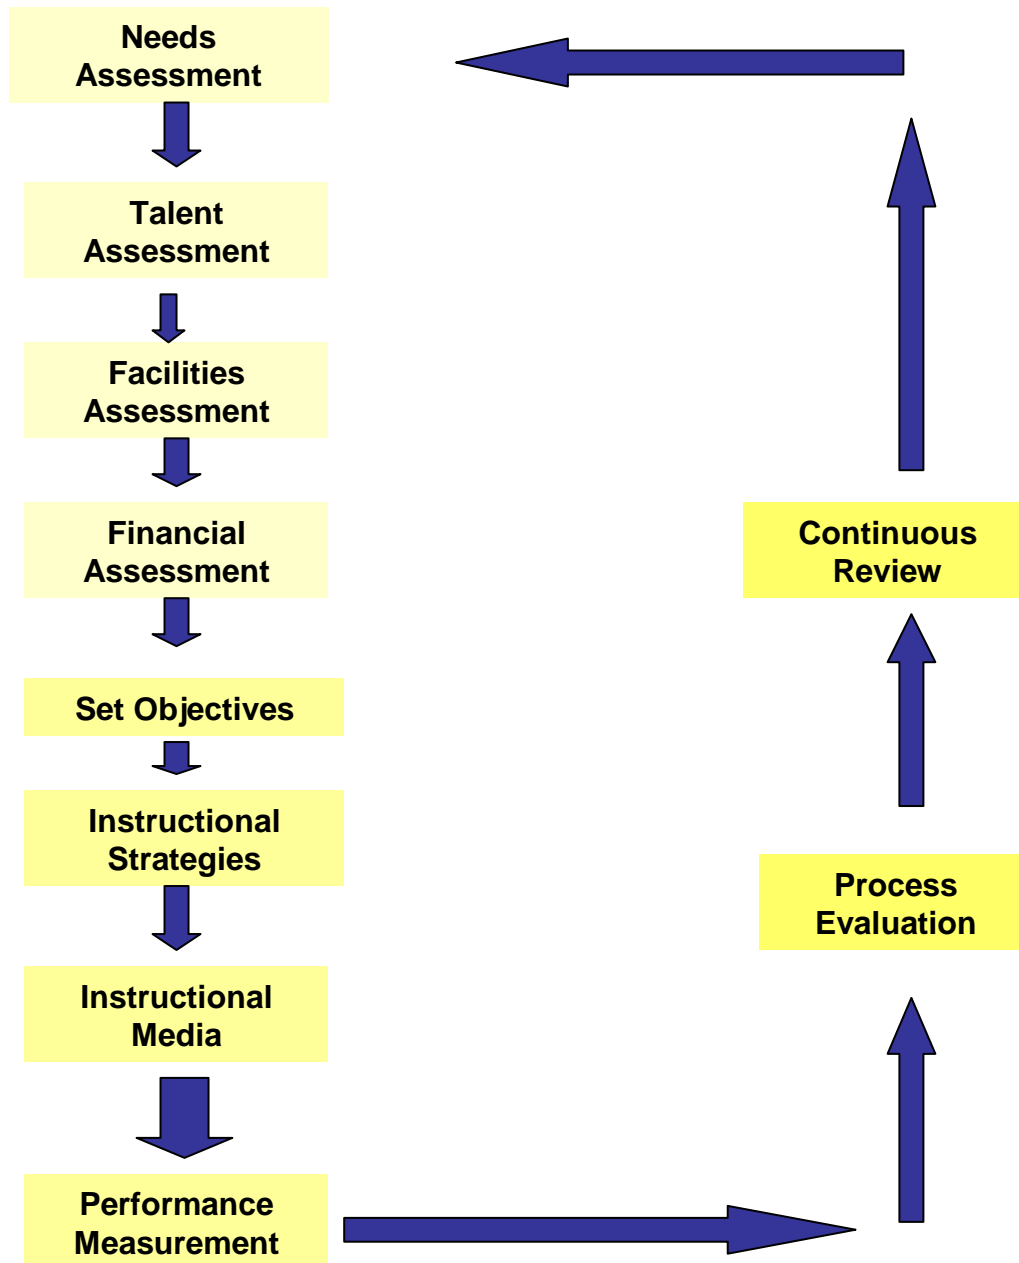 Needs
Assessment
Talent
Assessment
Facilities
Assessment
Financial
Assessment
Set Objectives
Instructional
Strategies
Instructional
Media
Performance
Measurement
Process
Evaluation
Continuous
Review